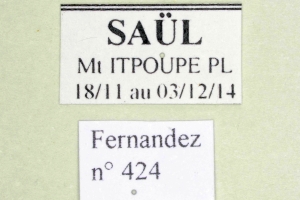 SAÜL
Mt ITPOUPE PL
18/11 au 03/12/14
Fernandez
n° 424